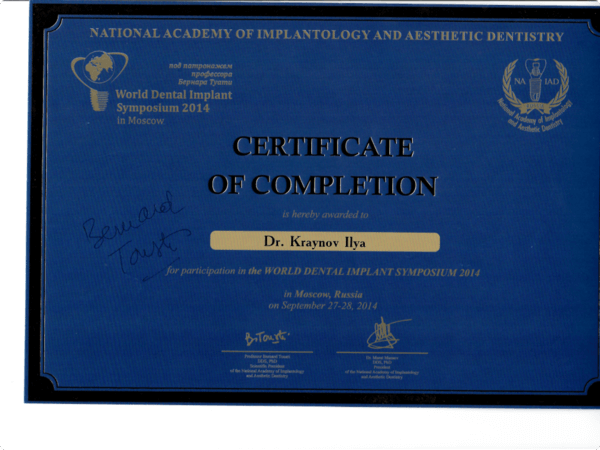 NATIONAL ACADEMY OF IMPLANTOLOGY AND AESTHETIC DENTISTRY
под патронажем
профессора
Бернара Туати
World Dental Implant
Symposium 2014
in Moscow
NA IAD
National Academy of Implantology
and Aesthetic Dentistry
CERTIFICATE
OF COMPLETION
is hereby awarded to
Bernard
Touati
Dr. Kraynov Ilya
for participation in the WORLD DENTAL IMPLANT SYMPOSIUM 2014
in Moscow, Russia
on September 27-28, 2014
B.Touati
Professor Bernard Touati
DDS, PhD
Scientific President
of the National Academy of Implantology
and Aesthetic Dentistry
DDS, PhD
President
of the National Academy of Implantology
and Aesthetic Dentistry